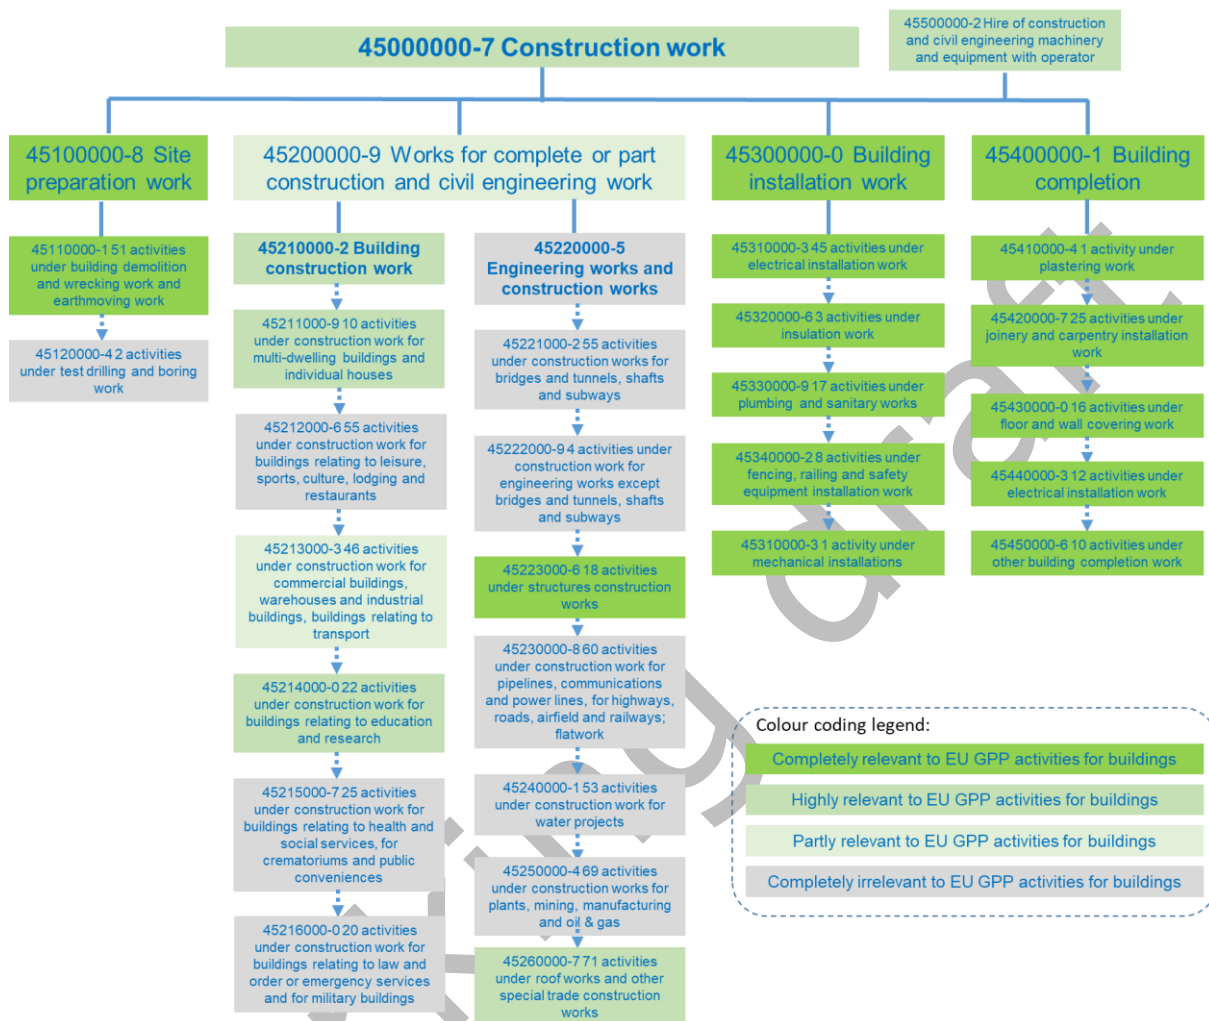 45000000-7 Construction work
45500000-2 Hire of construction
and civil engineering machinery
and equipment with operator
45100000-8 Site
preparation work
45200000-9 Works for complete or part
construction and civil engineering work
45300000-0 Building
installation work
45400000-1 Building
completion
45110000-1 51 activities
under building demolition
and wrecking work and
earthmoving work
45120000-4 2 activities
under test drilling and boring
work
45210000-2 Building
construction work
45211000-9 10 activities
under construction work for
multi-dwelling buildings and
individual houses
45212000-6 55 activities
under construction work for
buildings relating to leisure,
sports, culture, lodging and
restaurants
45213000-3 46 activities
under construction work for
commercial buildings,
warehouses and industrial
buildings, buildings relating to
transport
45214000-0 22 activities
under construction work for
buildings relating to education
and research
45215000-7 25 activities
under construction work for
buildings relating to health and
social services, for
crematoriums and public
conveniences
45216000-0 20 activities
under construction work for
buildings relating to law and
order or emergency services
and for military buildings
45220000-5
Engineering works and
construction works
45221000-2 55 activities
under construction works for
bridges and tunnels, shafts
and subways
45222000-9 4 activities under
construction work for
engineering works except
bridges and tunnels, shafts
and subways
45223000-6 18 activities
under structures construction
works
45230000-8 60 activities
under construction work for
pipelines, communications
and power lines, for highways,
roads, airfield and railways;
flatwork
45240000-1 53 activities
under construction work for
water projects
45250000-4 69 activities
under construction works for
plants, mining, manufacturing
and oil & gas
45260000-7 71 activities
under roof works and other
special trade construction
works
45310000-3 45 activities under
electrical installation work
45320000-6 3 activities under
insulation work
45330000-9 17 activities under
plumbing and sanitary works
45340000-2 8 activities under
fencing, railing and safety
equipment installation work
45310000-3 1 activity under
mechanical installations
45410000-4 1 activity under
plastering work
45420000-7 25 activities under
joinery and carpentry installation
work
45430000-0 16 activities under
floor and wall covering work
45440000-3 12 activities under
electrical installation work
45450000-6 10 activities under
other building completion work
Colour coding legend:
Completely relevant to EU GPP activities for buildings
Highly relevant to EU GPP activities for buildings
Partly relevant to EU GPP activities for buildings
Completely irrelevant to EU GPP activities for buildings
draft